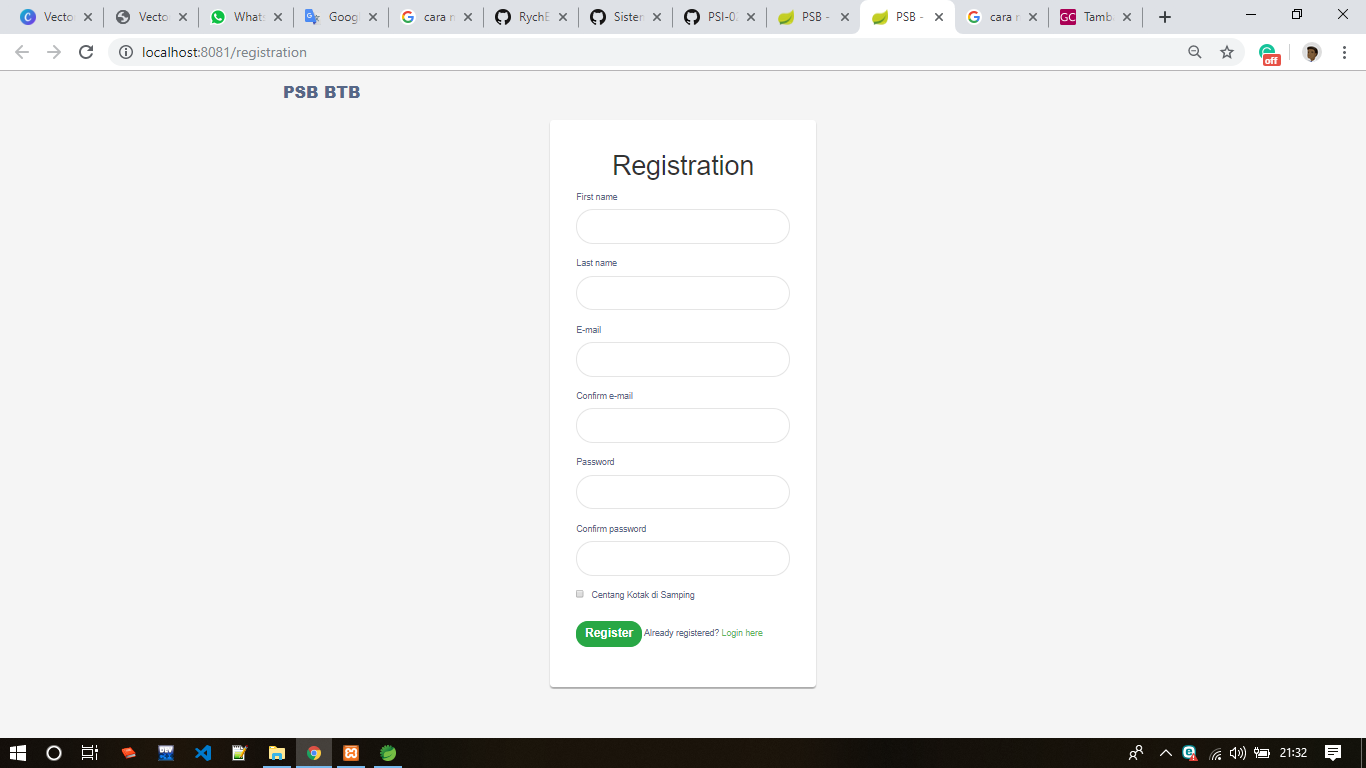 Vecto
Vecto
Whats
Goog
cara n
RychE
Sister
PSI-0
PSB -
PSB -
cara n
GC
Tamb
localhost:8081/registration
off
PSB BTB
Registration
First name
Last name
E-mail
Confirm e-mail
Password
Confirm password
Centang Kotak di Samping
Register Already registered? Login here
21:32